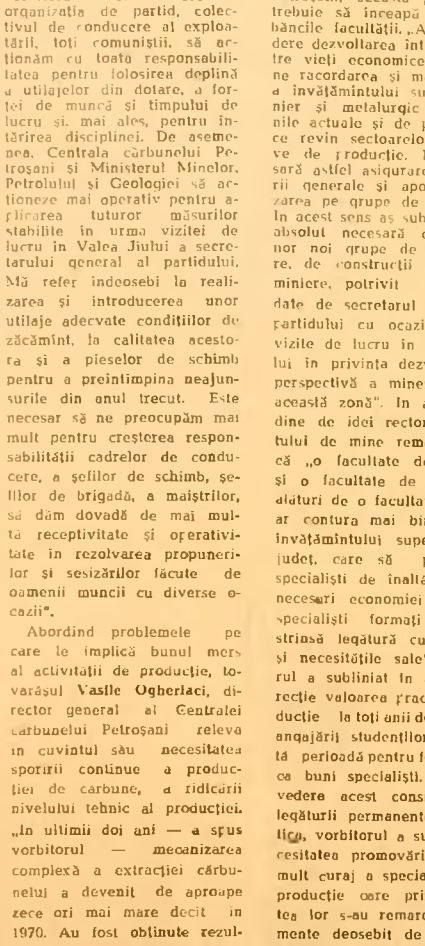 organizația de partid, colec-
tivul de conducere al exploa-
tării, toți comuniștii, să ac-
ționăm cu toata responsabili-
tatea pentru folosirea deplină
a utilajelor din dotare, a for-
ței de muncă și timpului de
lucru și, mai ales, pentru în-
tărirea disciplinei. De aseme-
nea, Centrala cărbunelui Pe-
troșani și Ministerul Minelor,
Petrolului și Geologiei să ac-
ționeze mai operativ pentru a-
plicarea tuturor măsurilor
stabilite în urma vizitei de
lucru în Valea Jiului a secre-
tarului general al partidului.
Mă refer îndeosebi la reali-
zarea și introducerea unor
utilaje adecvate condițiilor de
zăcămînt, la calitatea acesto-
ra și a pieselor de schimb
pentru a preîntîmpina neajun-
surile din anul trecut. Este
necesar să ne preocupăm mai
mult pentru creșterea respon-
sabilității cadrelor de condu-
cere, a șefilor de schimb, șe-
filor de brigadă, a maiștrilor,
să dăm dovadă de mai mul-
tă receptivitate și operativi-
tate în rezolvarea propuneri-
lor și sesizărilor făcute de
oamenii muncii cu diverse o-
cazii".
Abordînd problemele pe
care le implică bunul mers
al activității de producție, to-
varășul Vasile Ogherlaci, di-
rector general al Centralei
cărbunelui Petroșani releva
în cuvîntul său necesitatea
sporirii continue a produc-
ției de cărbune, a ridicării
nivelului tehnic al producției.
„In ultimii doi ani — a spus
vorbitorul — mecanizarea
complexă a extracției cărbu-
nelui a devenit de aproape
zece ori mai mare decît in
1970. Au fost obținute rezul-
trebuie să înceapă
băncile facultății. „A
dere dezvoltarea înt
tre vieți economice
ne racordarea și m
a învățămîntului su
nier și metalurgic
nile actuale și de p
ce revin sectoarelo
ve de producție.
sară astfel asigurare
rii generale și apo
zarea pe grupe de
In acest sens aș sub
absolut necesară
nor noi grupe de
re, de construcții
miniere, potrivit
date de secretarul
partidului cu ocazi
vizite de lucru în
lui în privința dez
perspectivă a mine
această zonă". In a
dine de idei rector
tului de mine rem
că „o facultate de
și o facultate de
alături de o faculta
ar contura mai bi
învățămîntului supe
județ, care să
specialiști de înaltă
necesari economiei
specialiști formați
strînsă legătură cu
și necesitățile sale"
rul a subliniat în
recție valoarea prac
ducție la toți anii de
angajării studenților
tă perioadă pentru f
ca buni specialiști.
vedere acest cons
legăturii permanent
tica, vorbitorul a su
cesitatea promovări
mult curaj a specia
producție care pri
tea lor s-au remarc
mente deosebit de